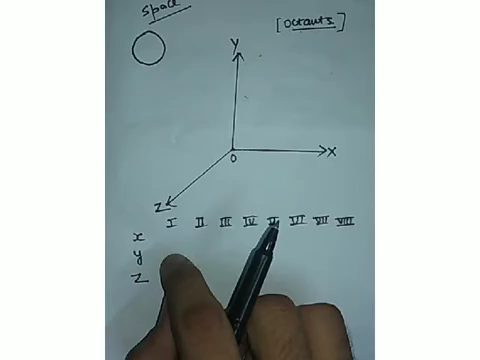 space
[Octants]
Y
X
O
Z
I II III IV V VI VII VIII
x
y
z